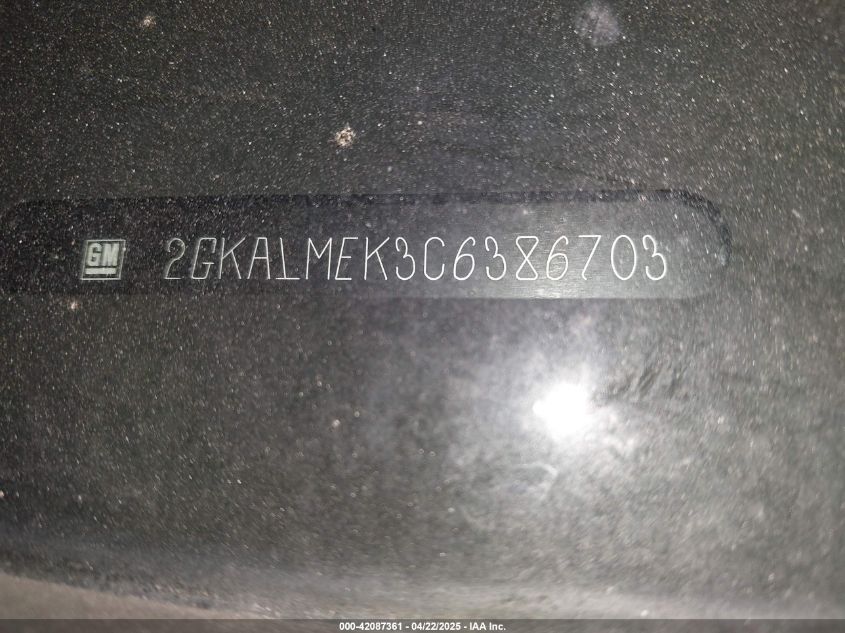 GM 2GKALMEK3C6386703
000-42087361 - 04/22/2025 - IAA Inc.